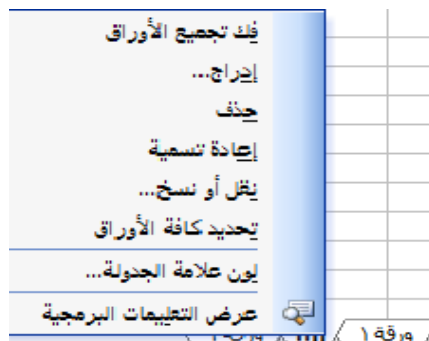 فك تجميع الأوراق
إدراج...
حذف
إعادة تسمية
نقل أو نسخ...
تحديد كافة الأوراق
لون علامة الجدولة...
عرض التعليمات البرمجية
ورقة١